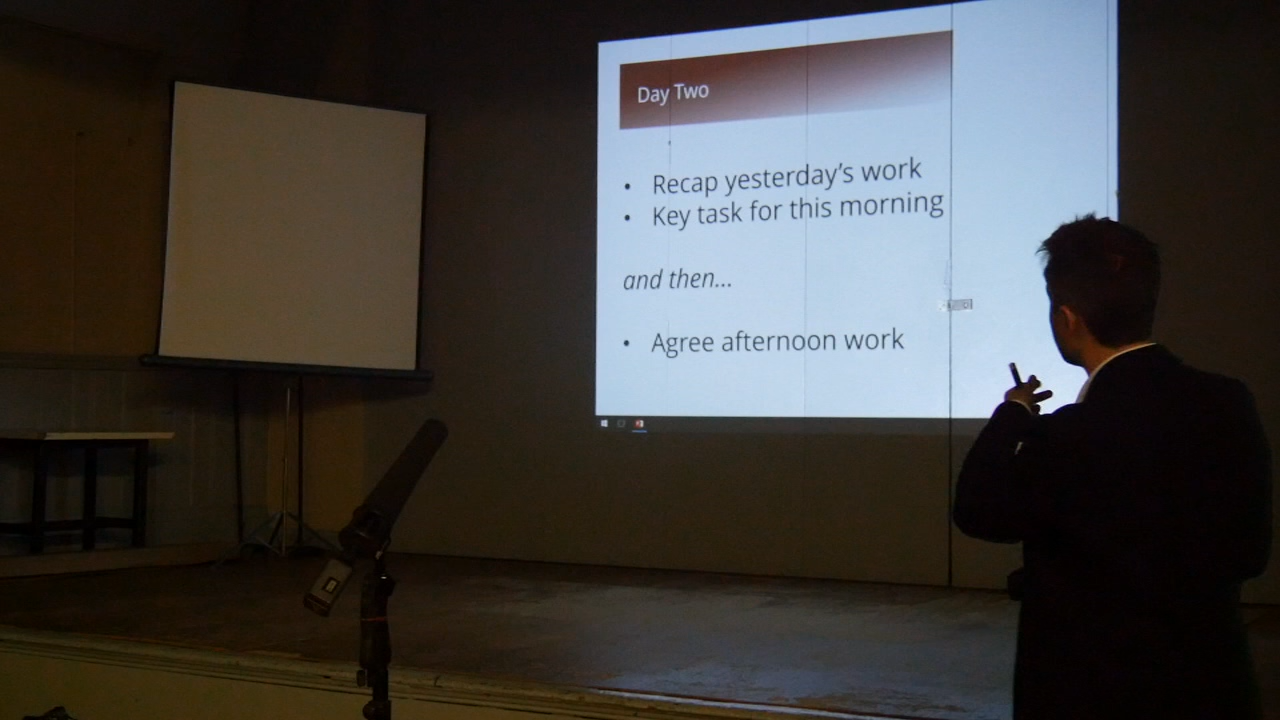 Day Two
• Recap yesterday's work
• Key task for this morning
and then...
• Agree afternoon work